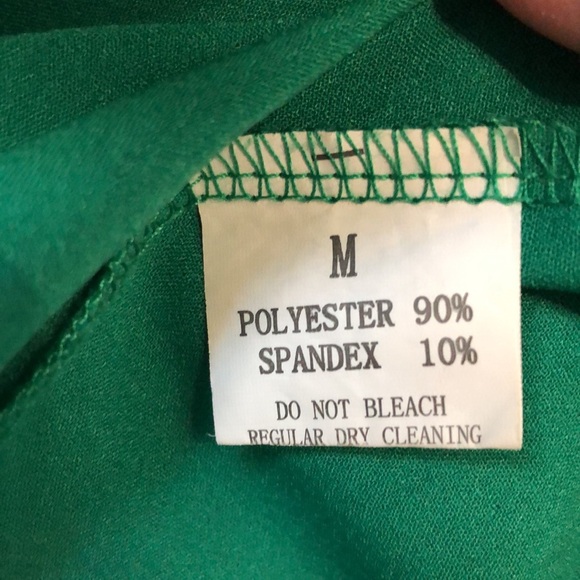 M
POLYESTER 90%
SPANDEX 10%
DO NOT BLEACH
REGULAR DRY CLEANING